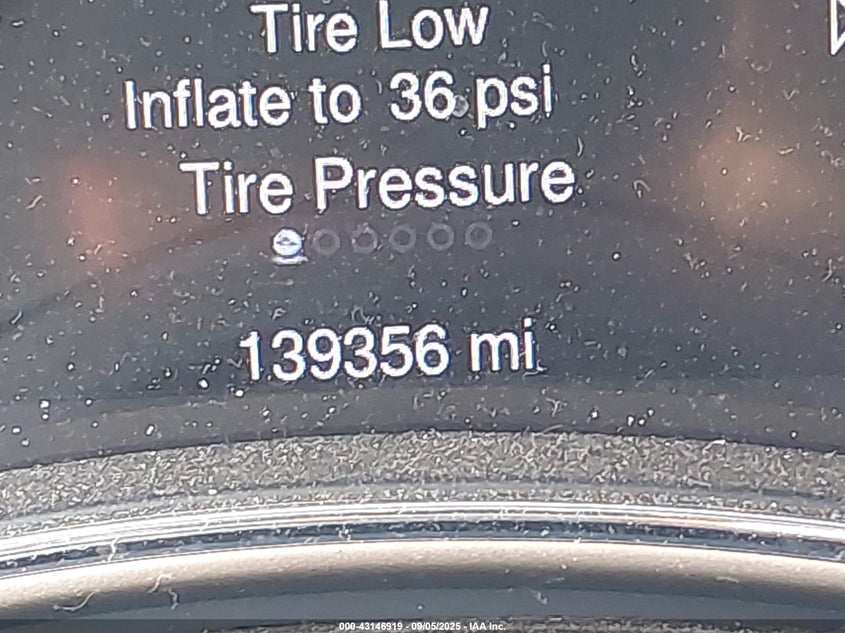 Tire Low
Inflate to 36 psi
Tire Pressure
139356 mi
000-43146919 - 09/05/2025 - IAA Inc.